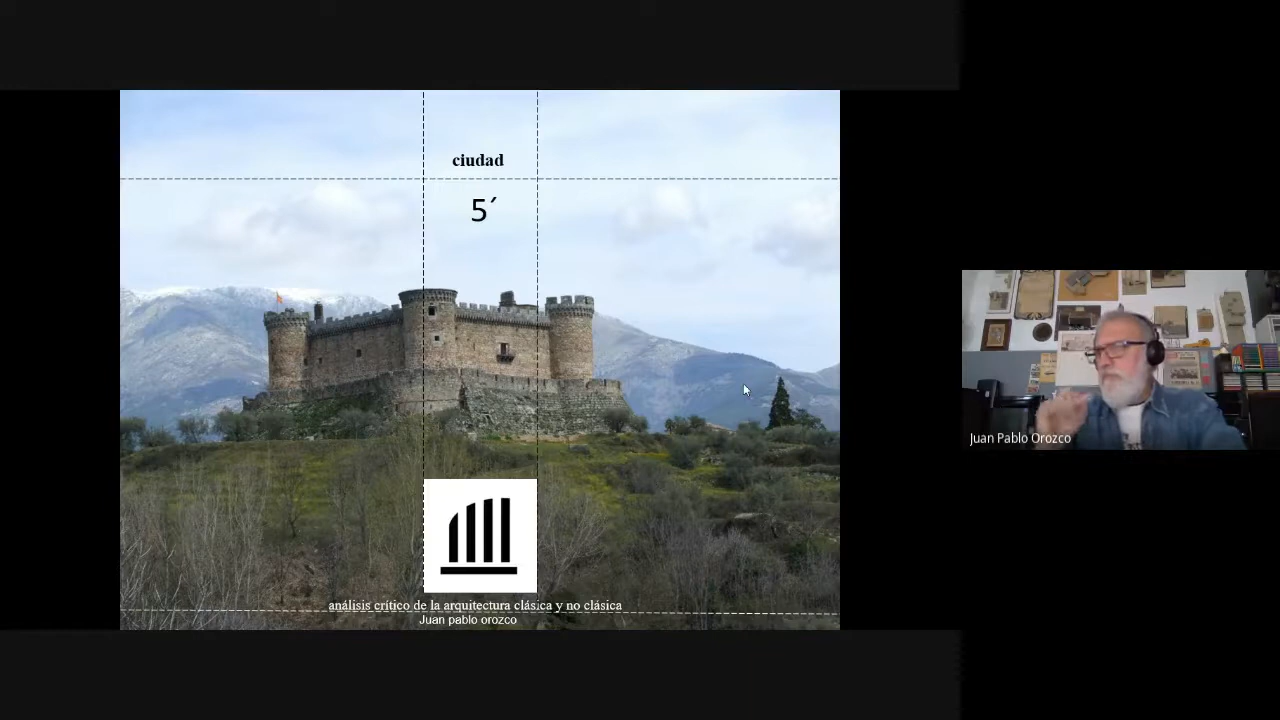 ciudad
5´
análisis crítico de la arquitectura clásica y no clásica
Juan pablo orozco
Juan Pablo Orozco